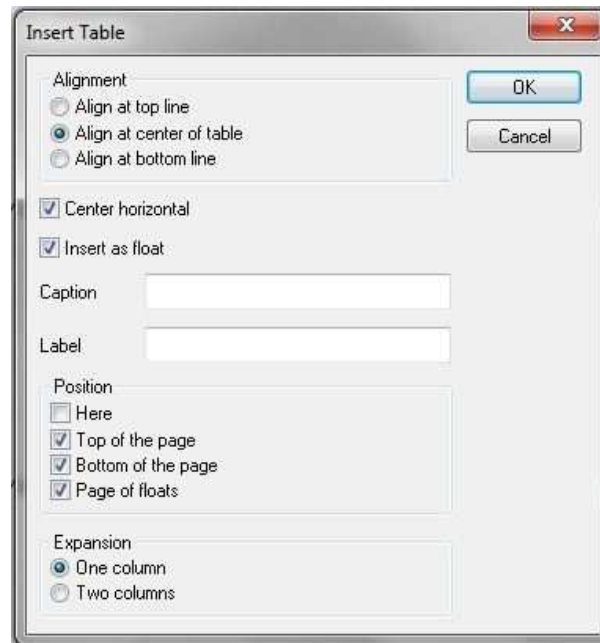 Insert Table
Alignment
Align at top line
Align at center of table
Align at bottom line
OK
Cancel
Center horizontal
Insert as float
Caption
Label
Position
Here
Top of the page
Bottom of the page
Page of floats
Expansion
One column
Two columns